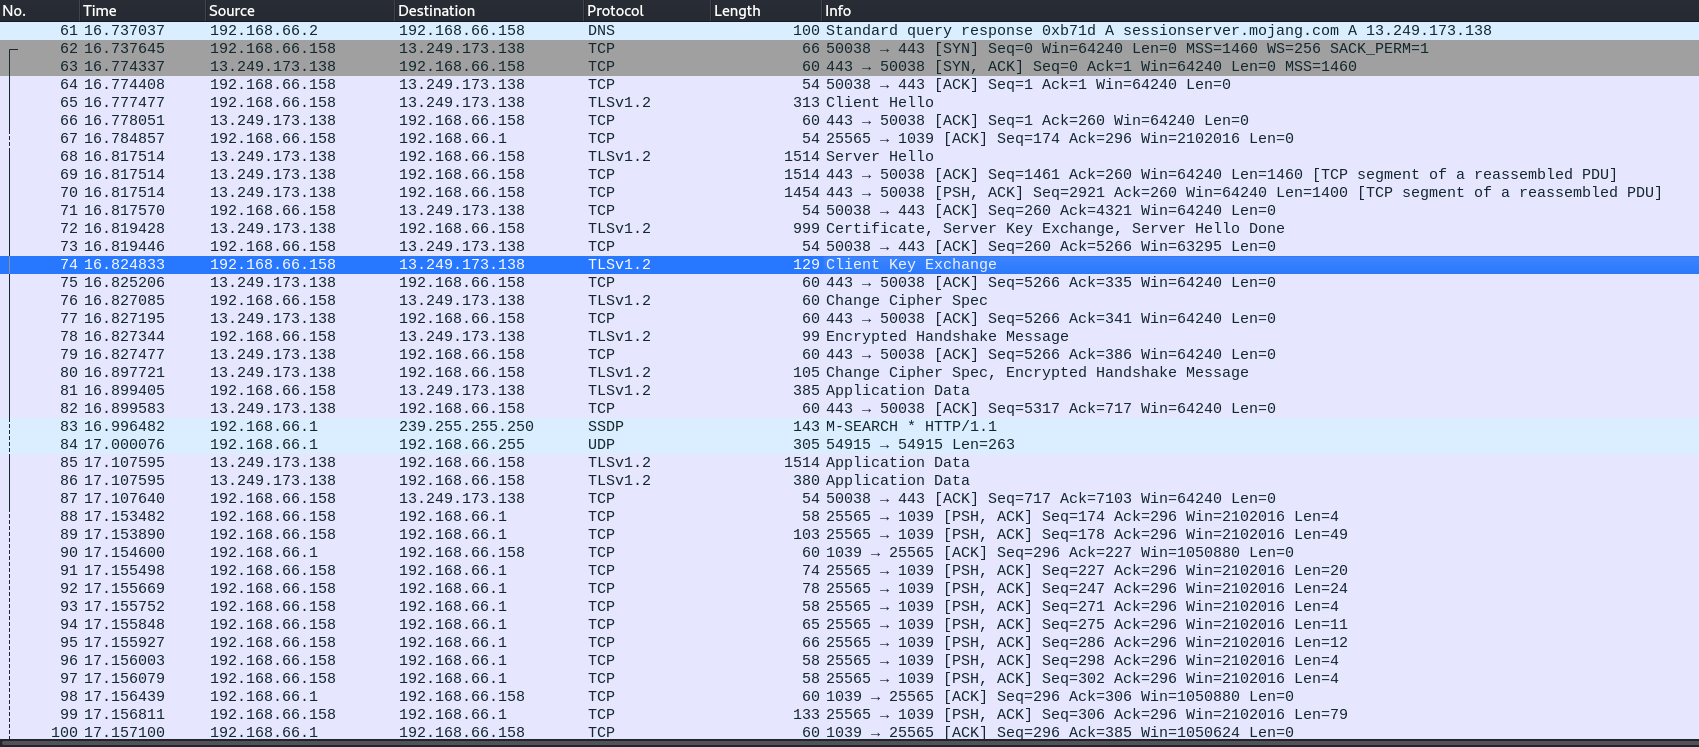 No. Time Source Destination Protocol Length Info
61 16.737037 192.168.66.2 192.168.66.158 DNS 100 Standard query response 0xb71d A sessionserver.mojang.com A 13.249.173.138
62 16.737645 192.168.66.158 13.249.173.138 TCP 66 50038 → 443 [SYN] Seq=0 Win=64240 Len=0 MSS=1460 WS=256 SACK_PERM=1
63 16.774337 13.249.173.138 192.168.66.158 TCP 60 443 → 50038 [SYN, ACK] Seq=0 Ack=1 Win=64240 Len=0 MSS=1460
64 16.774408 192.168.66.158 13.249.173.138 TCP 54 50038 → 443 [ACK] Seq=1 Ack=1 Win=64240 Len=0
65 16.777477 192.168.66.158 13.249.173.138 TLSv1.2 313 Client Hello
66 16.778051 13.249.173.138 192.168.66.158 TCP 60 443 → 50038 [ACK] Seq=1 Ack=260 Win=64240 Len=0
67 16.784857 192.168.66.158 192.168.66.1 TCP 54 25565 → 1039 [ACK] Seq=174 Ack=296 Win=2102016 Len=0
68 16.817514 13.249.173.138 192.168.66.158 TLSv1.2 1514 Server Hello
69 16.817514 13.249.173.138 192.168.66.158 TCP 1514 443 → 50038 [ACK] Seq=1461 Ack=260 Win=64240 Len=1460 [TCP segment of a reassembled PDU]
70 16.817514 13.249.173.138 192.168.66.158 TCP 1454 443 → 50038 [PSH, ACK] Seq=2921 Ack=260 Win=64240 Len=1400 [TCP segment of a reassembled PDU]
71 16.817570 192.168.66.158 13.249.173.138 TCP 54 50038 → 443 [ACK] Seq=260 Ack=4321 Win=64240 Len=0
72 16.819428 13.249.173.138 192.168.66.158 TLSv1.2 999 Certificate, Server Key Exchange, Server Hello Done
73 16.819446 192.168.66.158 13.249.173.138 TCP 54 50038 → 443 [ACK] Seq=260 Ack=5266 Win=63295 Len=0
74 16.824833 192.168.66.158 13.249.173.138 TLSv1.2 129 Client Key Exchange
75 16.825206 13.249.173.138 192.168.66.158 TCP 60 443 → 50038 [ACK] Seq=5266 Ack=335 Win=64240 Len=0
76 16.827085 192.168.66.158 13.249.173.138 TLSv1.2 60 Change Cipher Spec
77 16.827195 13.249.173.138 192.168.66.158 TCP 60 443 → 50038 [ACK] Seq=5266 Ack=341 Win=64240 Len=0
78 16.827344 192.168.66.158 13.249.173.138 TLSv1.2 99 Encrypted Handshake Message
79 16.827477 13.249.173.138 192.168.66.158 TCP 60 443 → 50038 [ACK] Seq=5266 Ack=386 Win=64240 Len=0
80 16.897721 13.249.173.138 192.168.66.158 TLSv1.2 105 Change Cipher Spec, Encrypted Handshake Message
81 16.899405 192.168.66.158 13.249.173.138 TLSv1.2 385 Application Data
82 16.899583 13.249.173.138 192.168.66.158 TCP 60 443 → 50038 [ACK] Seq=5317 Ack=717 Win=64240 Len=0
83 16.996482 192.168.66.1 239.255.255.250 SSDP 143 M-SEARCH * HTTP/1.1
84 17.000076 192.168.66.1 192.168.66.255 UDP 305 54915 → 54915 Len=263
85 17.107595 13.249.173.138 192.168.66.158 TLSv1.2 1514 Application Data
86 17.107595 13.249.173.138 192.168.66.158 TLSv1.2 380 Application Data
87 17.107640 192.168.66.158 13.249.173.138 TCP 54 50038 → 443 [ACK] Seq=717 Ack=7103 Win=64240 Len=0
88 17.153482 192.168.66.158 192.168.66.1 TCP 58 25565 → 1039 [PSH, ACK] Seq=174 Ack=296 Win=2102016 Len=4
89 17.153890 192.168.66.158 192.168.66.1 TCP 103 25565 → 1039 [PSH, ACK] Seq=178 Ack=296 Win=2102016 Len=49
90 17.154600 192.168.66.1 192.168.66.158 TCP 60 1039 → 25565 [ACK] Seq=296 Ack=227 Win=1050880 Len=0
91 17.155498 192.168.66.158 192.168.66.1 TCP 74 25565 → 1039 [PSH, ACK] Seq=227 Ack=296 Win=2102016 Len=20
92 17.155669 192.168.66.158 192.168.66.1 TCP 78 25565 → 1039 [PSH, ACK] Seq=247 Ack=296 Win=2102016 Len=24
93 17.155752 192.168.66.158 192.168.66.1 TCP 58 25565 → 1039 [PSH, ACK] Seq=271 Ack=296 Win=2102016 Len=4
94 17.155848 192.168.66.158 192.168.66.1 TCP 65 25565 → 1039 [PSH, ACK] Seq=275 Ack=296 Win=2102016 Len=11
95 17.155927 192.168.66.158 192.168.66.1 TCP 66 25565 → 1039 [PSH, ACK] Seq=286 Ack=296 Win=2102016 Len=12
96 17.156003 192.168.66.158 192.168.66.1 TCP 58 25565 → 1039 [PSH, ACK] Seq=298 Ack=296 Win=2102016 Len=4
97 17.156079 192.168.66.158 192.168.66.1 TCP 58 25565 → 1039 [PSH, ACK] Seq=302 Ack=296 Win=2102016 Len=4
98 17.156439 192.168.66.1 192.168.66.158 TCP 60 1039 → 25565 [ACK] Seq=296 Ack=306 Win=1050880 Len=0
99 17.156811 192.168.66.158 192.168.66.1 TCP 133 25565 → 1039 [PSH, ACK] Seq=306 Ack=296 Win=2102016 Len=79
100 17.157100 192.168.66.1 192.168.66.158 TCP 60 1039 → 25565 [ACK] Seq=296 Ack=385 Win=1050624 Len=0